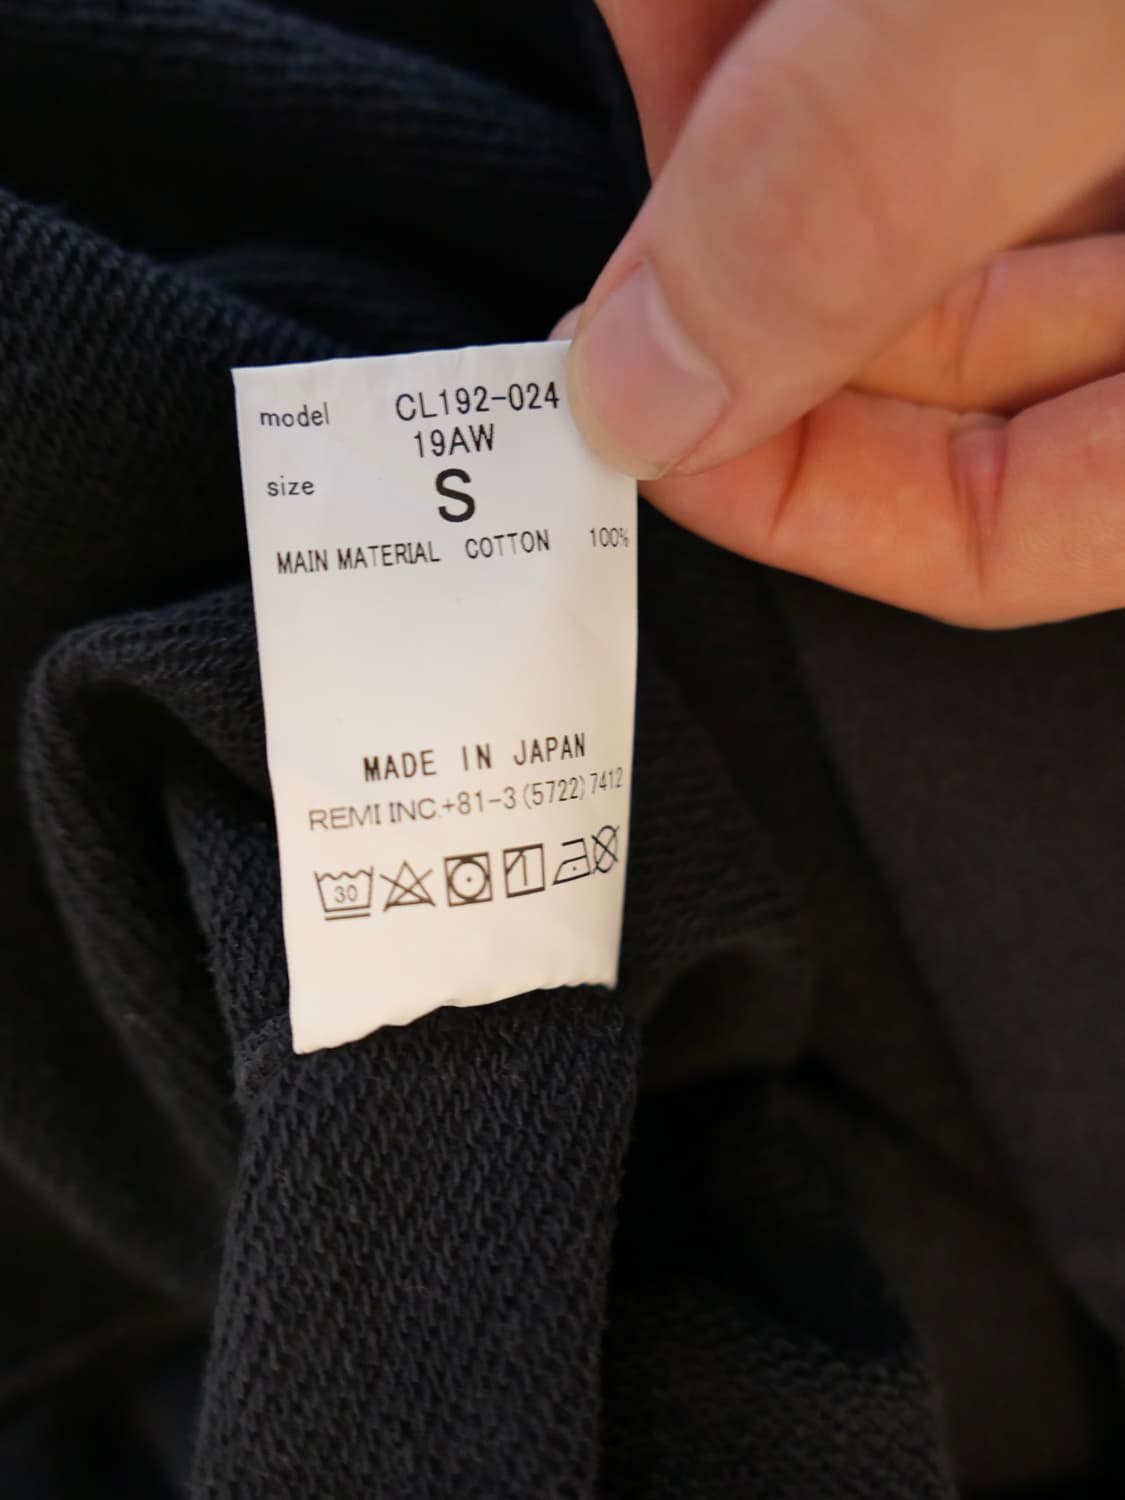 model CL192-024
19AW
size S
MAIN MATERIAL COTTON 100%
MADE IN JAPAN
REMI INC.+81-3(5722)7412
30